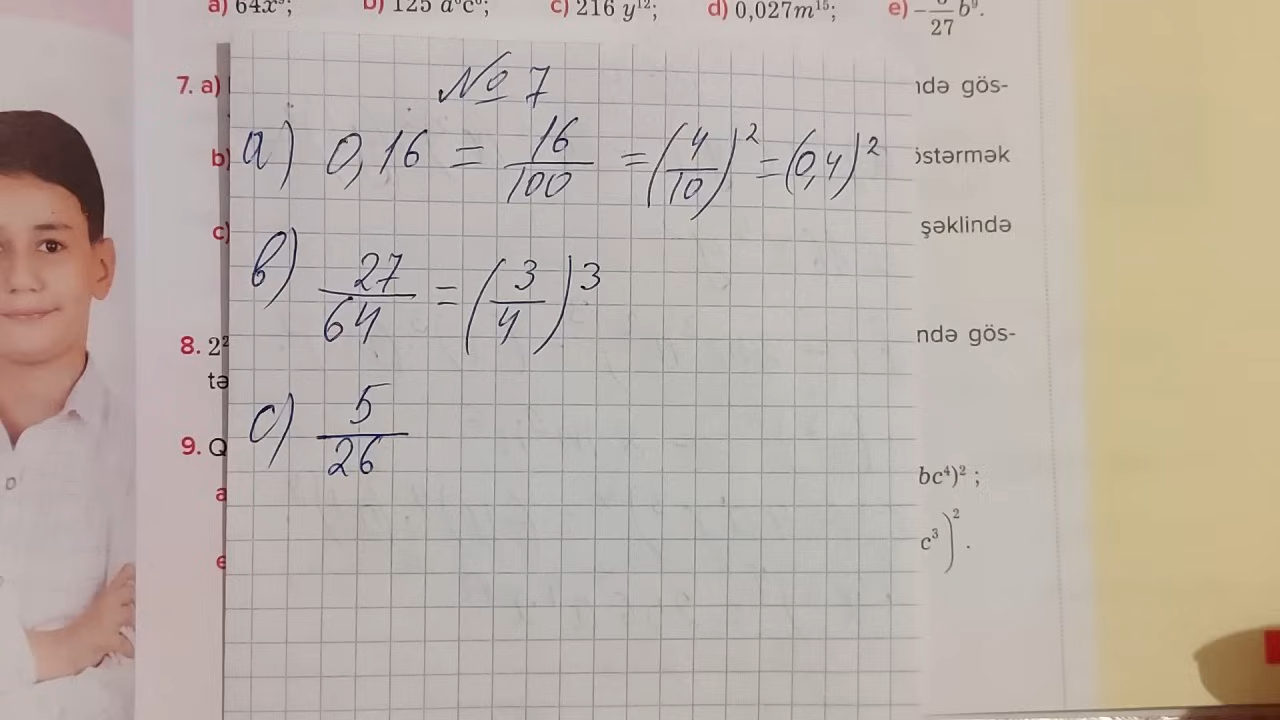 a) 64x³; b) 125 a⁶c⁶; c) 216 y¹²; d) 0,027m¹⁵; e) –/27 b⁹.
7. a) ndə gös-
№ 7
a) 0,16 = 16/100 = (4/10)² = (0,4)²
b) östərmək
c) şəklində
в) 27/64 = (3/4)³
8. 2² ndə gös-
tə
c) 5/26
9. Q
a bc⁴)² ;
e c³)² .